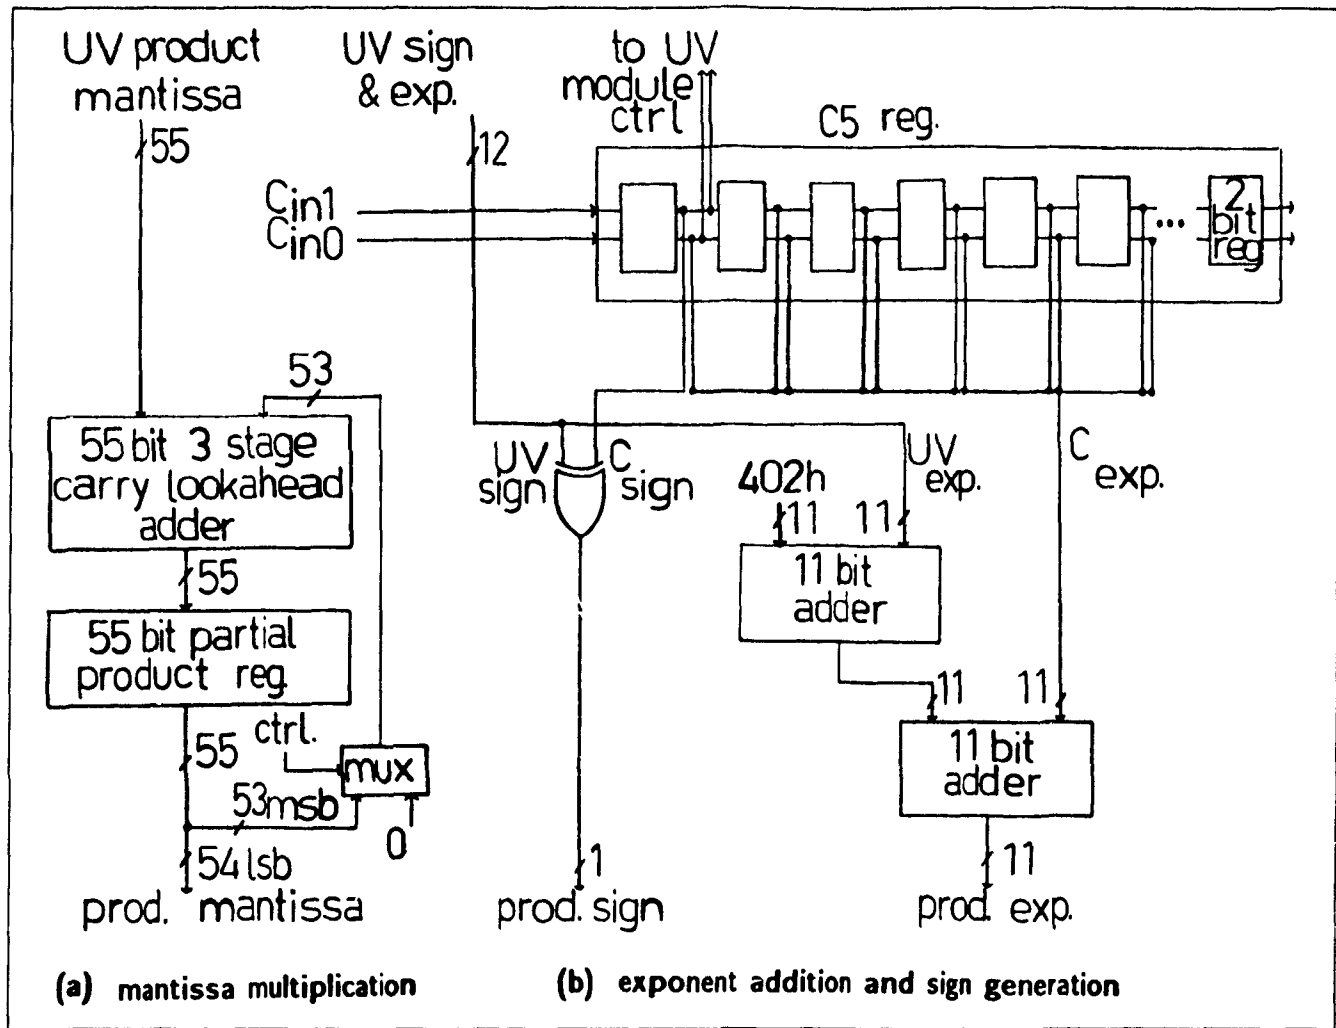 UV product
mantissa
55
UV sign
& exp.
12
to UV
module
ctrl
C5 reg.
Cin1
Cin0
2
bit
reg
...
53
55 bit 3 stage
carry lookahead
adder
55
55 bit partial
product reg.
ctrl.
55
mux
53msb
0
54 lsb
prod. mantissa
UV
sign
C
sign
1
prod. sign
402h
11
UV
exp.
11
C
exp.
11 bit
adder
11
11
11 bit
adder
11
prod. exp.
(a) mantissa multiplication
(b) exponent addition and sign generation